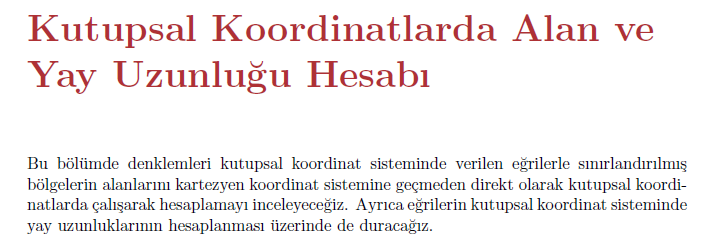 Kutupsal Koordinatlarda Alan ve
Yay Uzunluğu Hesabı
Bu bölümde denklemleri kutupsal koordinat sisteminde verilen eğrilerle sınırlandırılmış
bölgelerin alanlarını kartezyen koordinat sistemine geçmeden direkt olarak kutupsal koordi-
natlarda çalışarak hesaplamayı inceleyeceğiz. Ayrıca eğrilerin kutupsal koordinat sisteminde
yay uzunluklarının hesaplanması üzerinde de duracağız.